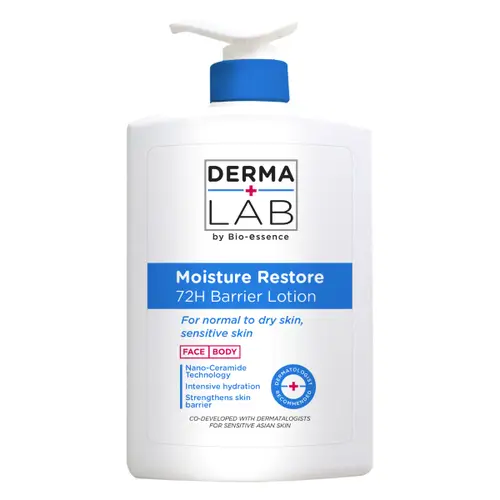 DERMA
LAB
by Bio-essence
Moisture Restore
72H Barrier Lotion
For normal to dry skin,
sensitive skin
FACE BODY
Nano-Ceramide
Technology
Intensive hydration
Strengthens skin
barrier
DERMATOLOGIST
RECOMMENDED
CO-DEVELOPED WITH DERMATALOGISTS
FOR SENSITIVE ASIAN SKIN